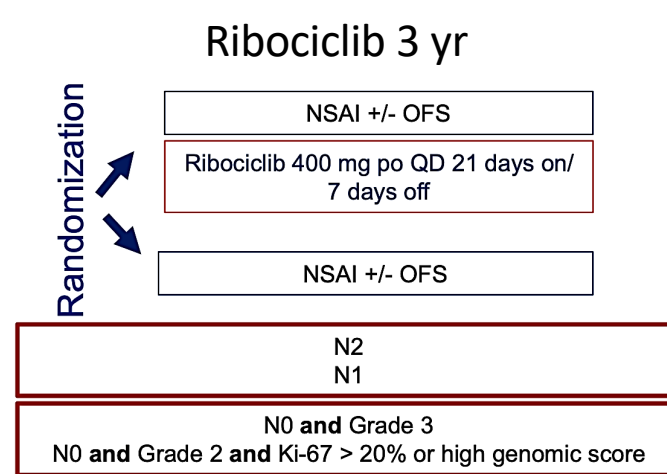 Ribociclib 3 yr
Randomization
NSAI +/- OFS
Ribociclib 400 mg po QD 21 days on/
7 days off
NSAI +/- OFS
N2
N1
N0 and Grade 3
N0 and Grade 2 and Ki-67 > 20% or high genomic score